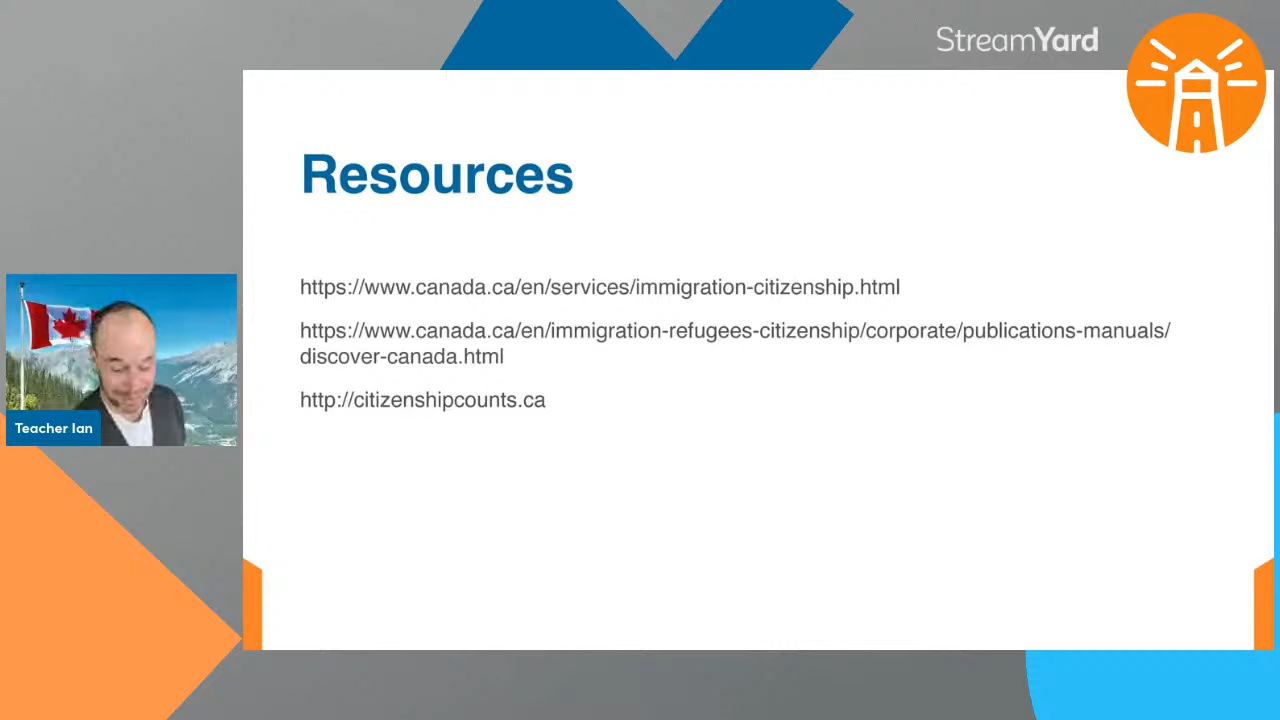 StreamYard
Resources
https://www.canada.ca/en/services/immigration-citizenship.html
https://www.canada.ca/en/immigration-refugees-citizenship/corporate/publications-manuals/
discover-canada.html
http://citizenshipcounts.ca
Teacher Ian